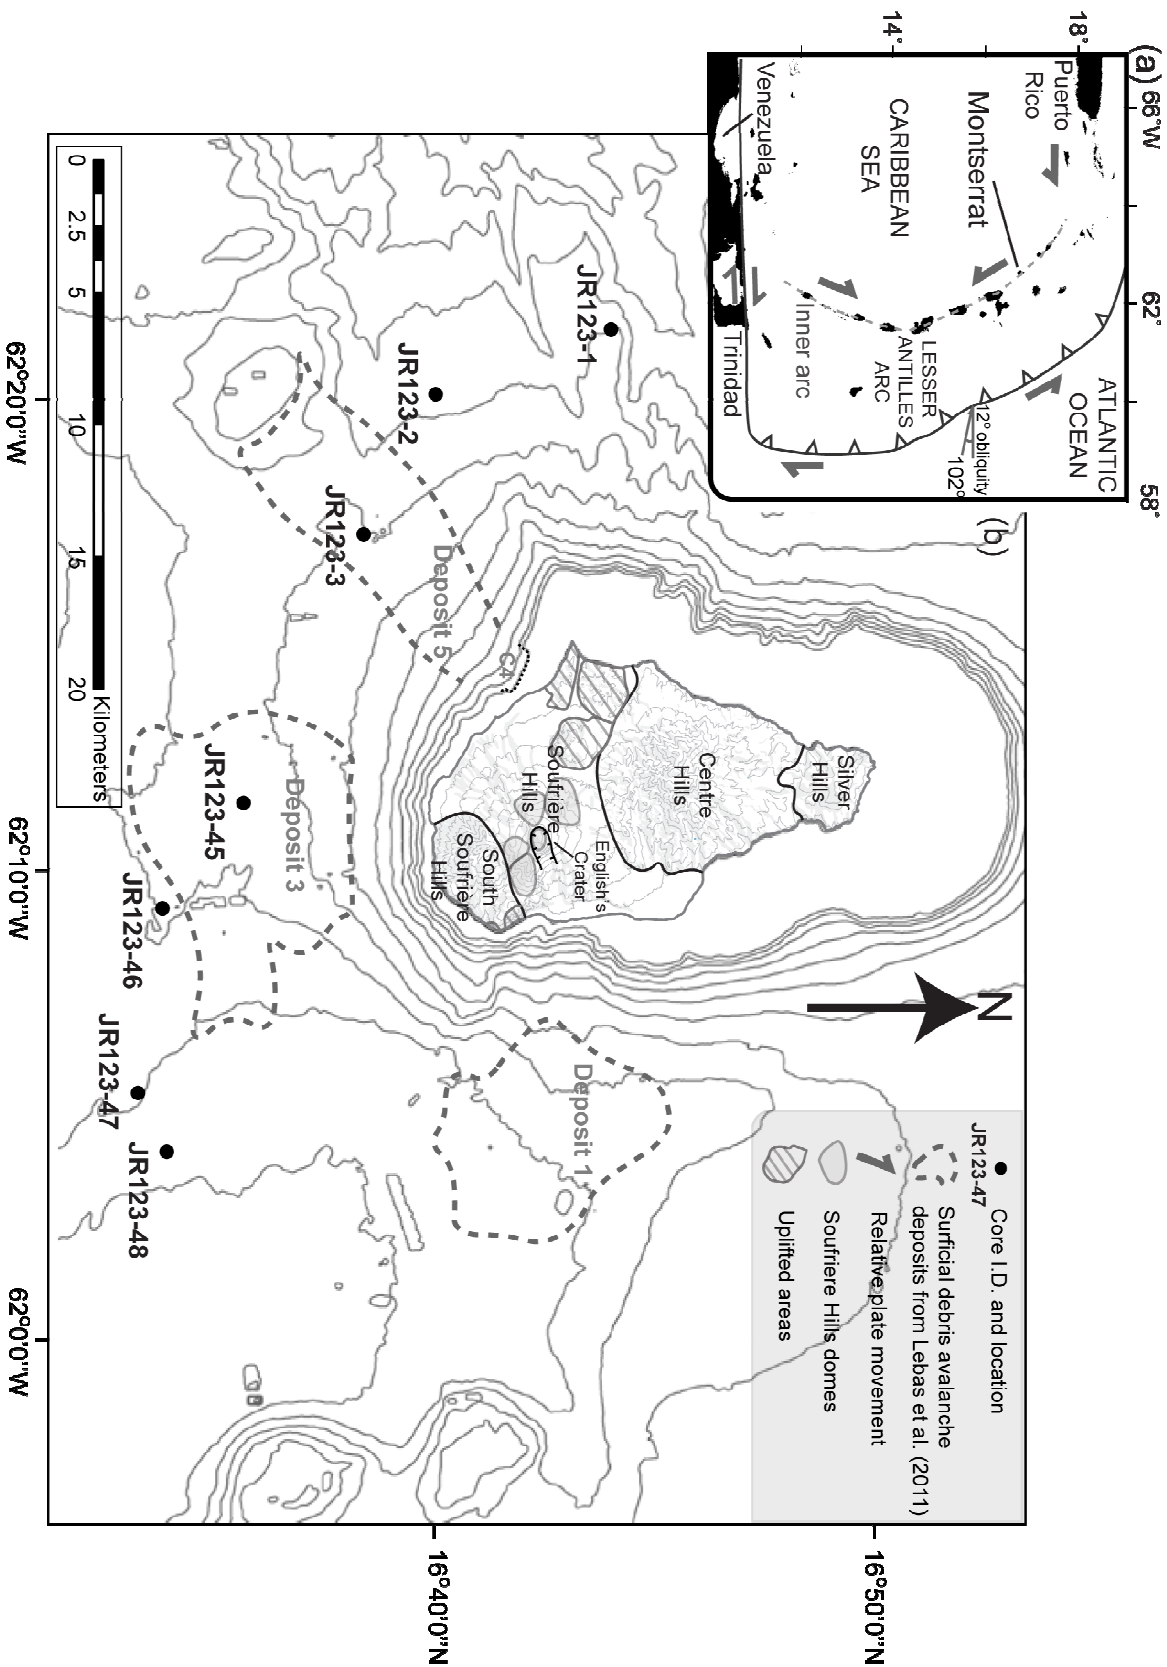 (a)
66°W
62°
58°
18°
14°
Puerto
Rico
Montserrat
CARIBBEAN
SEA
Venezuela
Trinidad
Inner arc
LESSER
ANTILLES
ARC
ATLANTIC
OCEAN
12° obliquity
102°
(b)
N
JR123-47
Core I.D. and location
Surficial debris avalanche
deposits from Lebas et al. (2011)
Relative plate movement
Soufriere Hills domes
Uplifted areas
Silver
Hills
Centre
Hills
Soufrière
Hills
English's
Crater
South
Soufrière
Hills
C4
Deposit 5
Deposit 3
Deposit 1
JR123-1
JR123-2
JR123-3
JR123-45
JR123-46
JR123-47
JR123-48
0
2.5
5
10
15
20
Kilometers
62°20'0"W
62°10'0"W
62°0'0"W
16°40'0"N
16°50'0"N